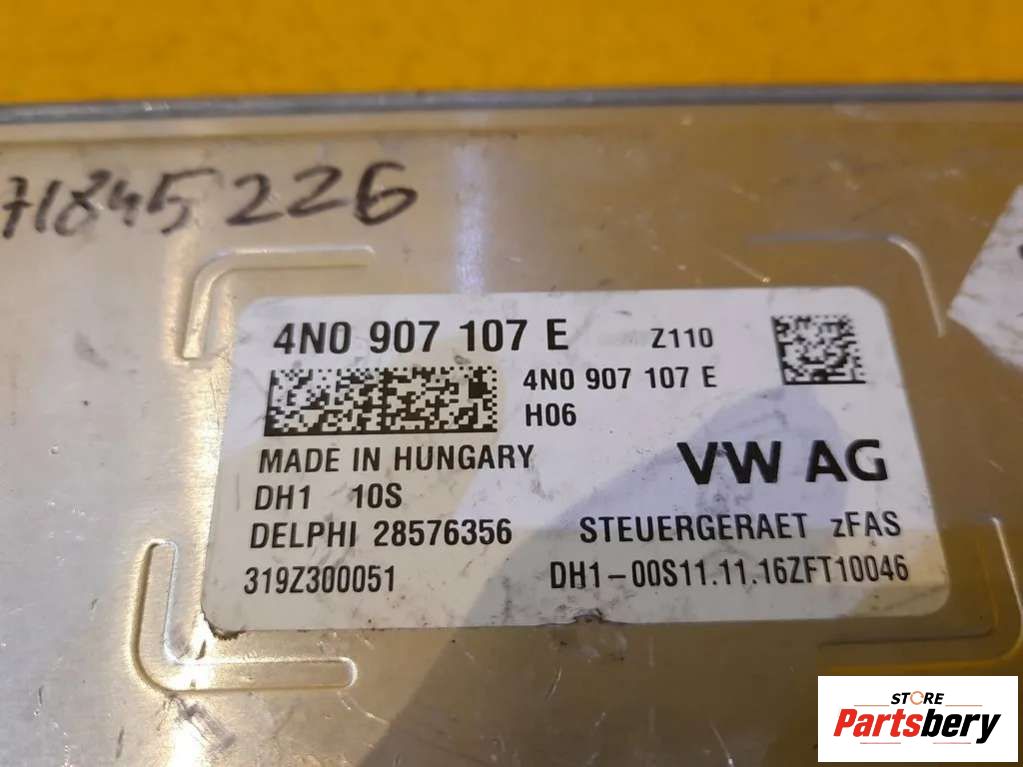 71845226
4N0 907 107 E Z110
4N0 907 107 E
H06
MADE IN HUNGARY
VW AG
DH1 10S
DELPHI 28576356
STEUERGERAET zFAS
319Z300051
DH1-00S11.11.16ZFT10046
STORE
Partsbery